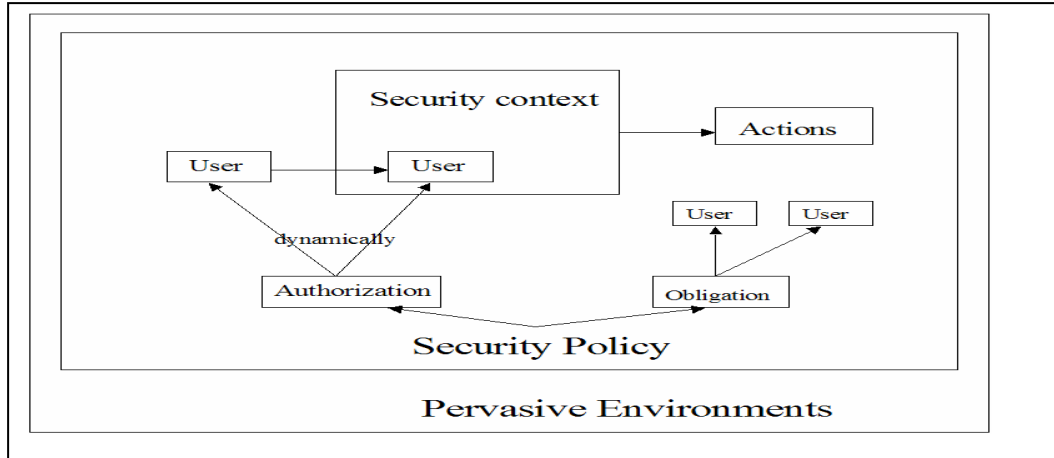 Security context
Actions
User
User
User
User
dynamically
Authorization
Obligation
Security Policy
Pervasive Environments